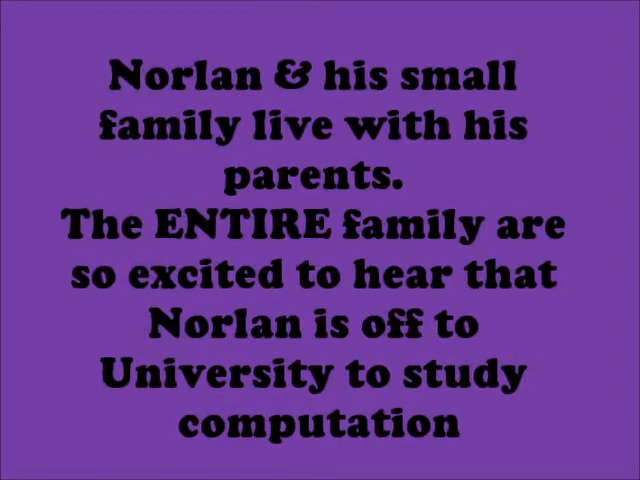 Norlan & his small
family live with his
parents.
The ENTIRE family are
so excited to hear that
Norlan is off to
University to study
computation